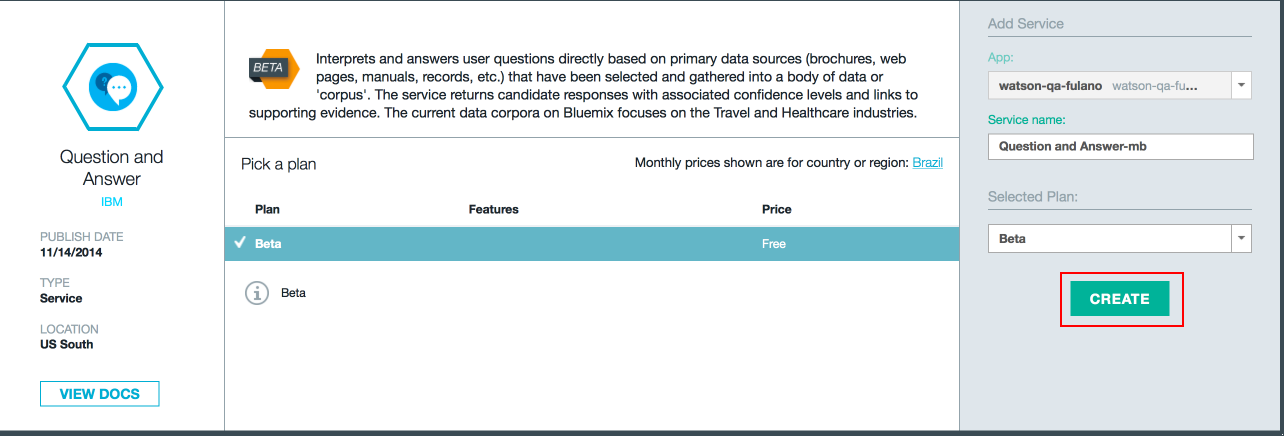 Question and
Answer
IBM
PUBLISH DATE
11/14/2014
TYPE
Service
LOCATION
US South
VIEW DOCS
BETA
Interprets and answers user questions directly based on primary data sources (brochures, web
pages, manuals, records, etc.) that have been selected and gathered into a body of data or
'corpus'. The service returns candidate responses with associated confidence levels and links to
supporting evidence. The current data corpora on Bluemix focuses on the Travel and Healthcare industries.
Pick a plan
Monthly prices shown are for country or region: Brazil
Plan Features Price
Beta Free
Beta
Add Service
App:
watson-qa-fulano watson-qa-fu...
Service name:
Question and Answer-mb
Selected Plan:
Beta
CREATE